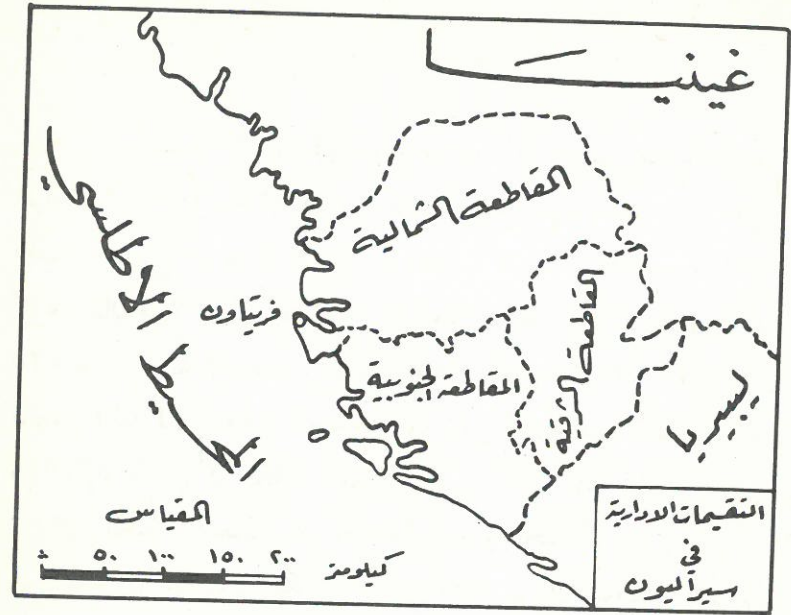 غينيا
المقاطعة الشمالية
المحيط الأطلسي
فريتاون
المقاطعة الجنوبية
المقاطعة الشرقية
ليبيريا
المقياس
٠ ٥٠ ١٠٠ ١٥٠ ٢٠٠
كيلومتر
التقسيمات الادارية
في
سيراليون